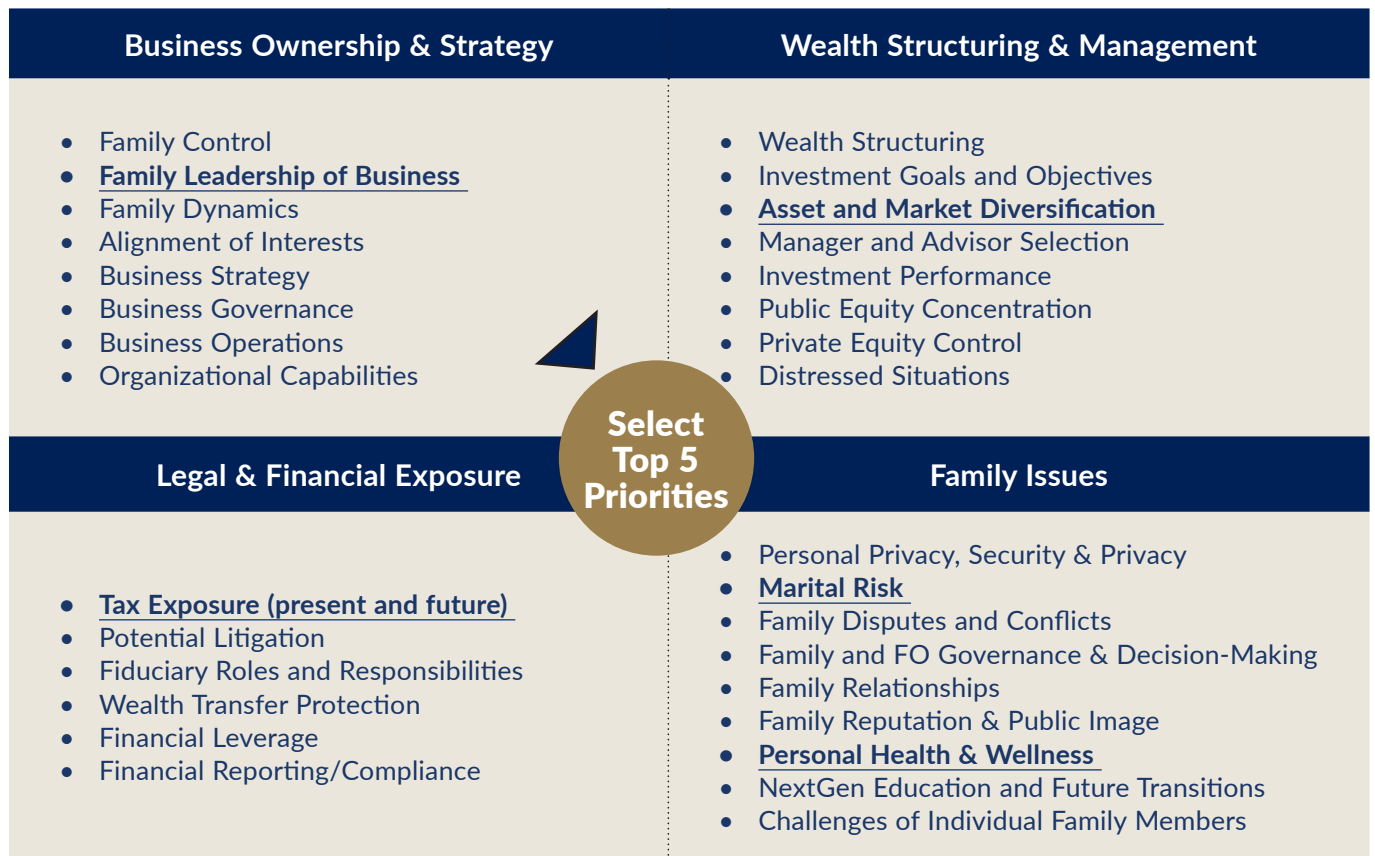 Business Ownership & Strategy
Family Control
Family Leadership of Business
Family Dynamics
Alignment of Interests
Business Strategy
Business Governance
Business Operations
Organizational Capabilities
Wealth Structuring & Management
Wealth Structuring
Investment Goals and Objectives
Asset and Market Diversification
Manager and Advisor Selection
Investment Performance
Public Equity Concentration
Private Equity Control
Distressed Situations
Select
Top 5
Priorities
Legal & Financial Exposure
Tax Exposure (present and future)
Potential Litigation
Fiduciary Roles and Responsibilities
Wealth Transfer Protection
Financial Leverage
Financial Reporting/Compliance
Family Issues
Personal Privacy, Security & Privacy
Marital Risk
Family Disputes and Conflicts
Family and FO Governance & Decision-Making
Family Relationships
Family Reputation & Public Image
Personal Health & Wellness
NextGen Education and Future Transitions
Challenges of Individual Family Members